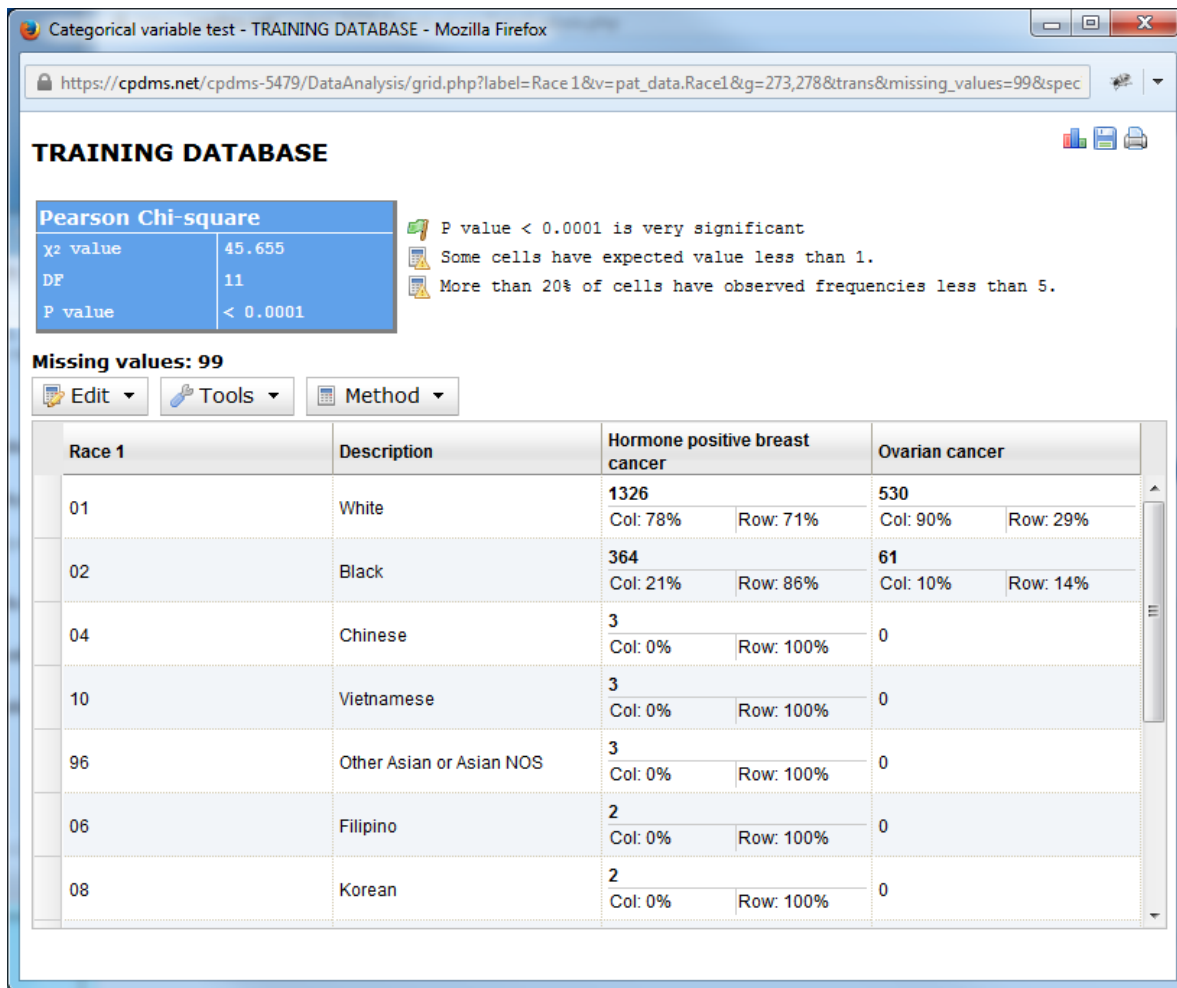 Categorical variable test - TRAINING DATABASE - Mozilla Firefox
https://cpdms.net/cpdms-5479/DataAnalysis/grid.php?label=Race 1&v=pat_data.Race1&g=273,278&trans&missing_values=99&spec
TRAINING DATABASE
Pearson Chi-square
χ2 value 45.655
DF 11
P value < 0.0001
P value < 0.0001 is very significant
Some cells have expected value less than 1.
More than 20% of cells have observed frequencies less than 5.
Missing values: 99
Edit Tools Method
Race 1 Description Hormone positive breast cancer Ovarian cancer
01 White 1326 Col: 78% Row: 71% 530 Col: 90% Row: 29%
02 Black 364 Col: 21% Row: 86% 61 Col: 10% Row: 14%
04 Chinese 3 Col: 0% Row: 100% 0
10 Vietnamese 3 Col: 0% Row: 100% 0
96 Other Asian or Asian NOS 3 Col: 0% Row: 100% 0
06 Filipino 2 Col: 0% Row: 100% 0
08 Korean 2 Col: 0% Row: 100% 0